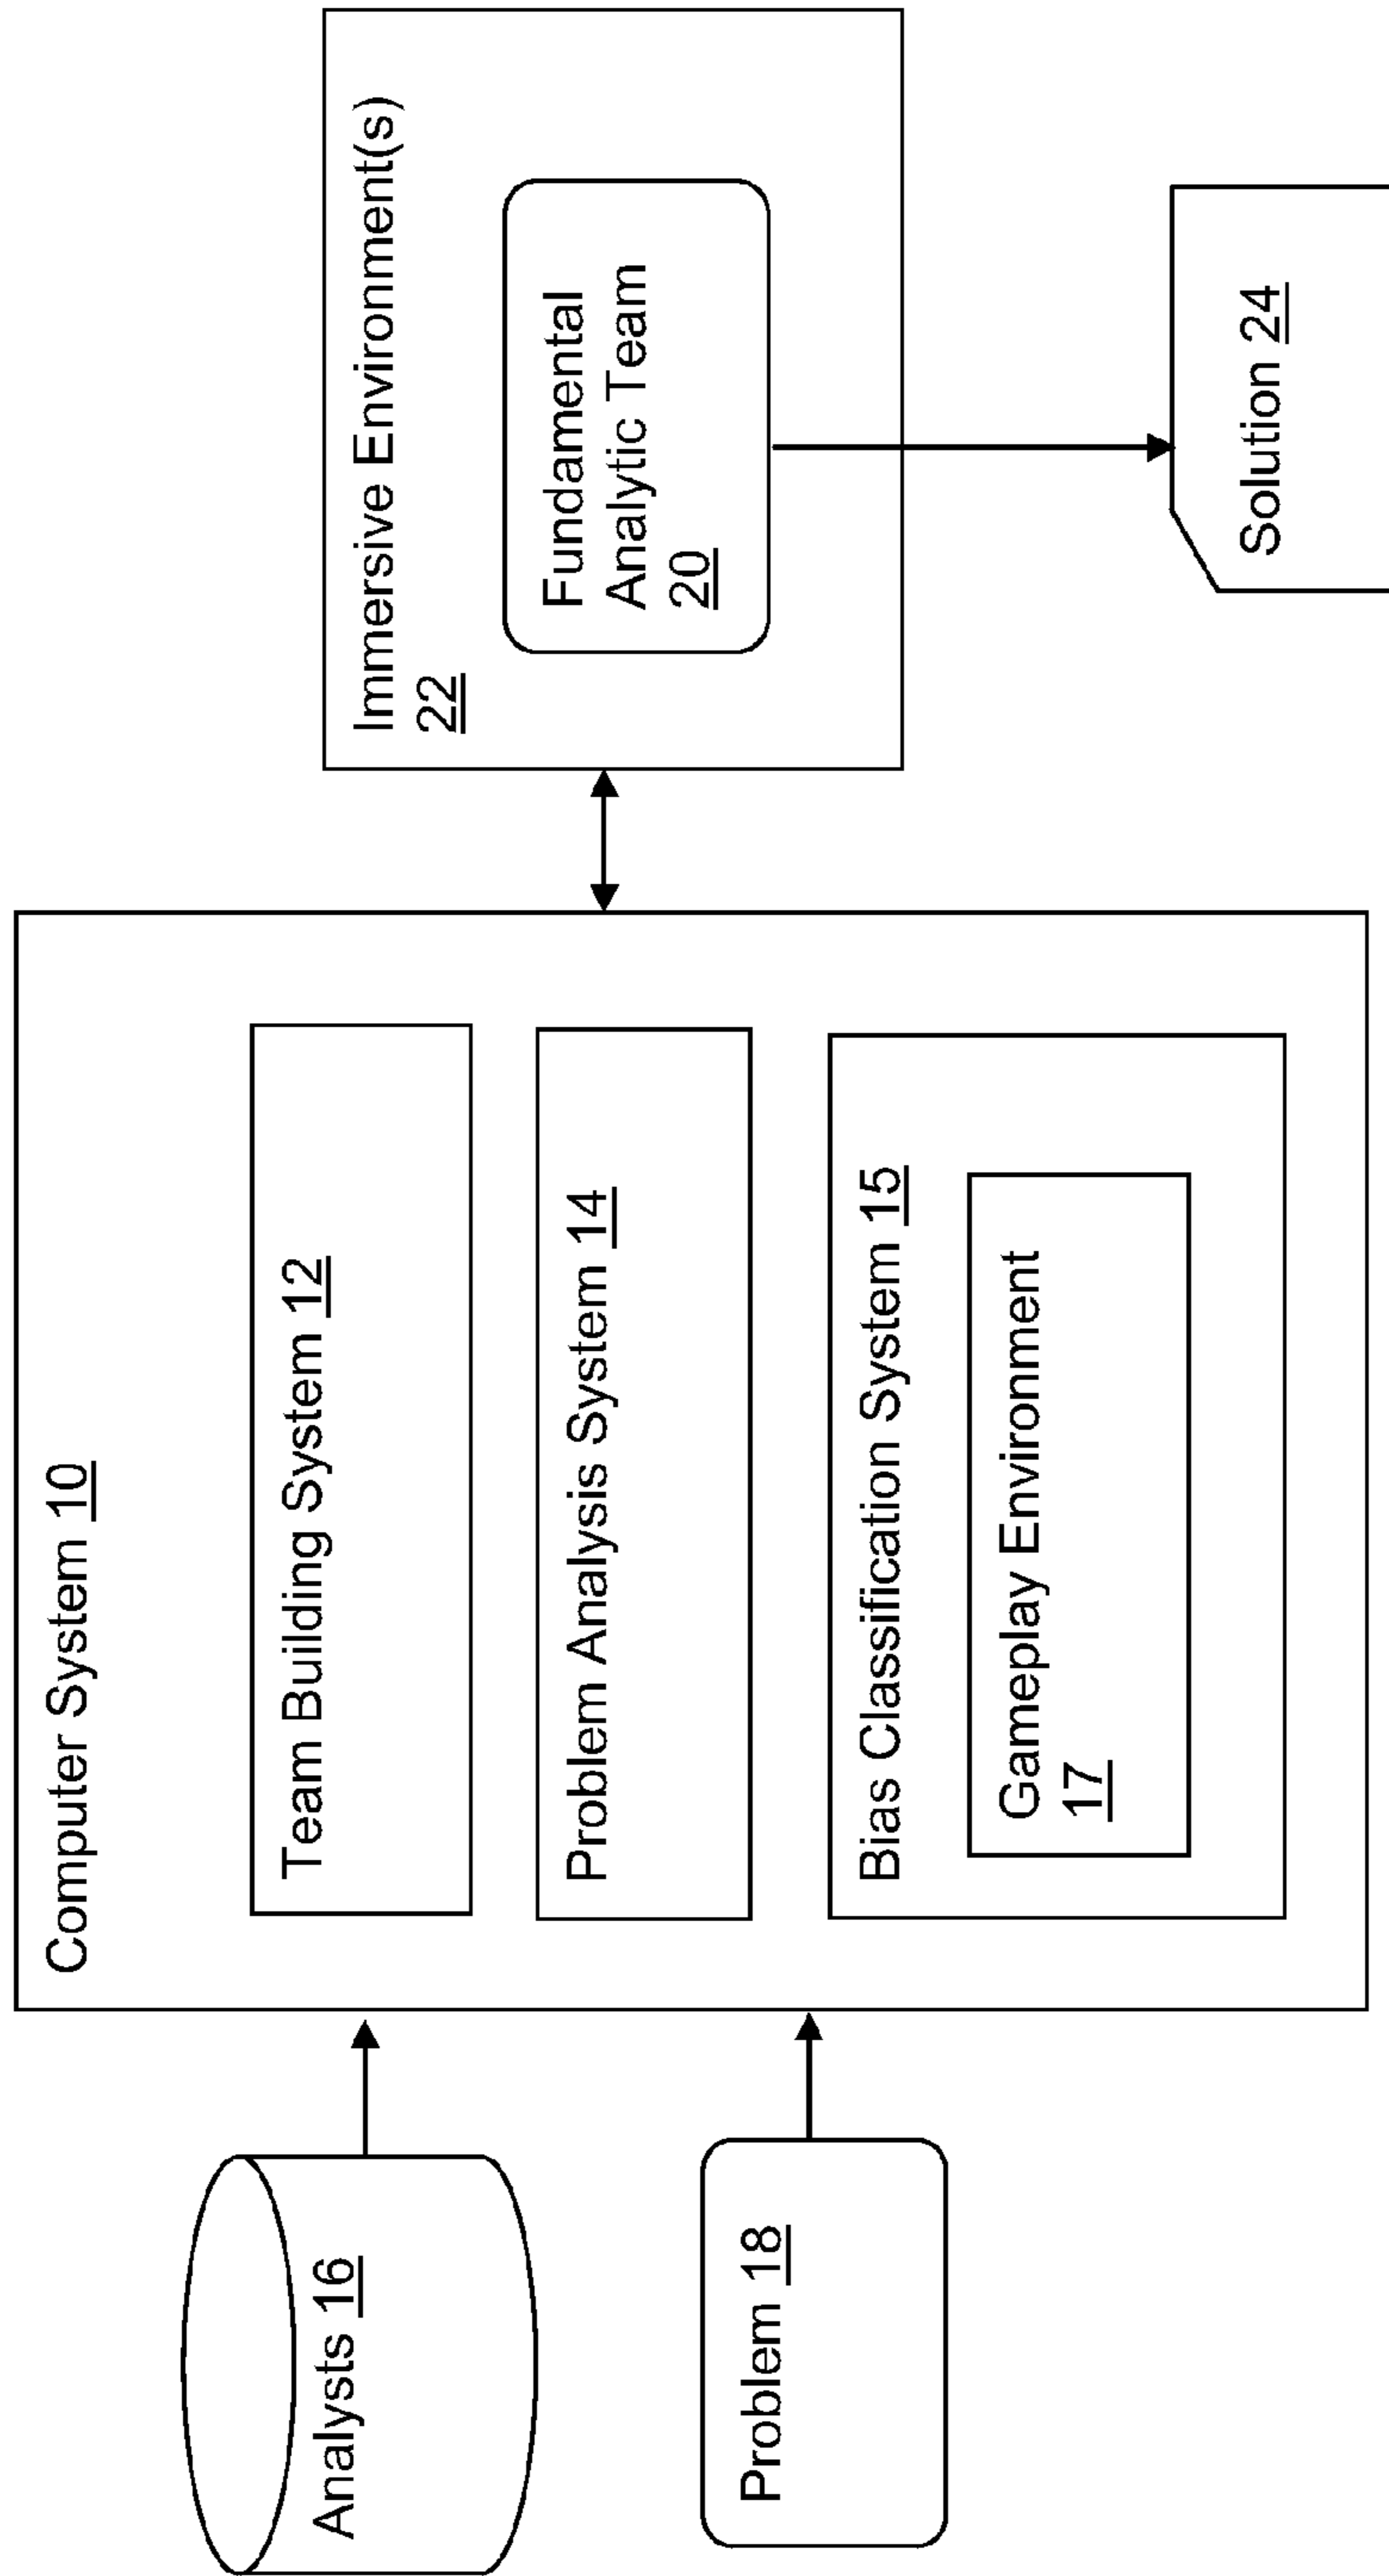 Computer System 10
Team Building System 12
Problem Analysis System 14
Bias Classification System 15
Gameplay Environment
17
Analysts 16
Problem 18
Immersive Environment(s)
22
Fundamental
Analytic Team
20
Solution 24